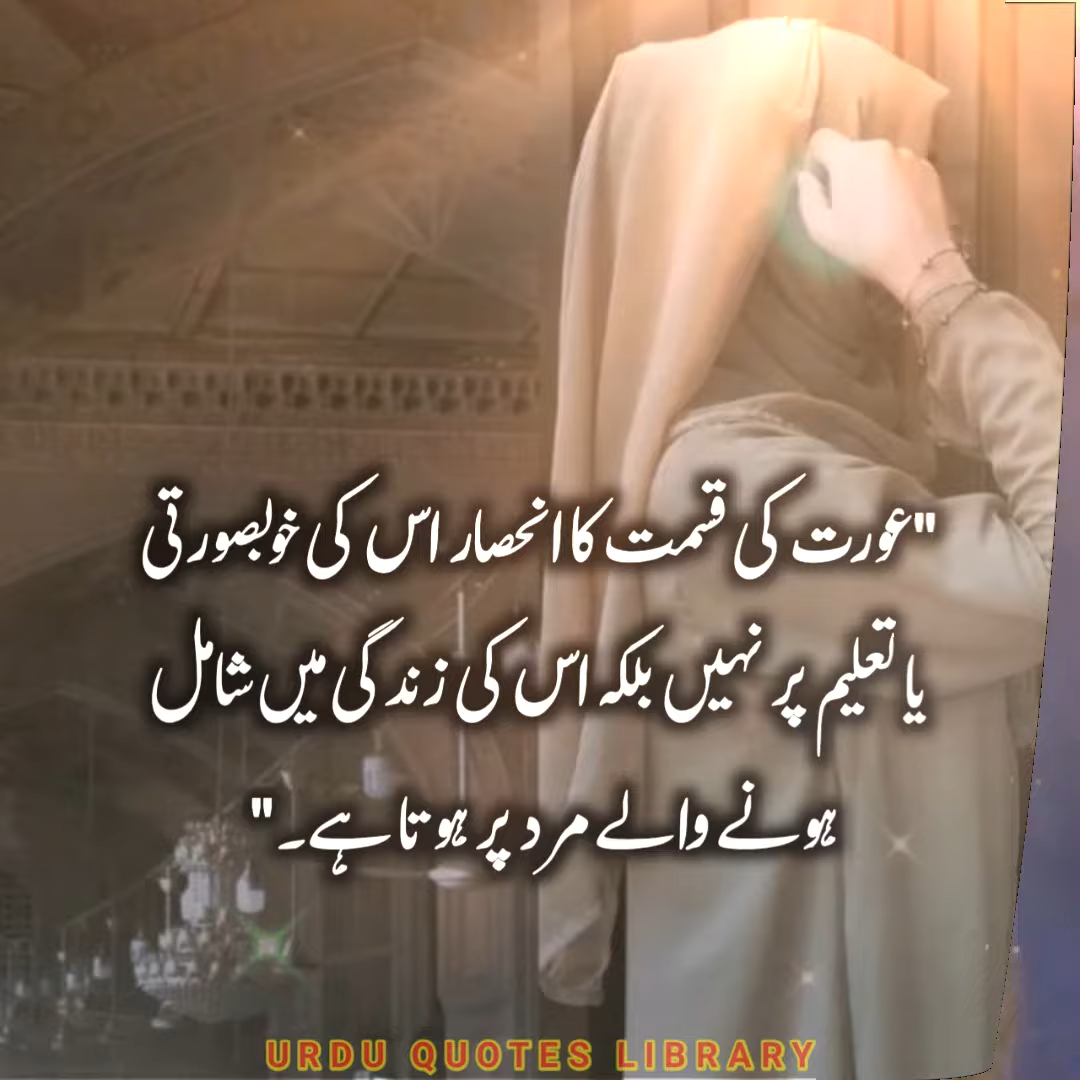 "عورت کی قسمت کا انحصار اس کی خوبصورتی
یا تعلیم پر نہیں بلکہ اس کی زندگی میں شامل
ہونے والے مرد پر ہوتا ہے۔"
URDU QUOTES LIBRARY